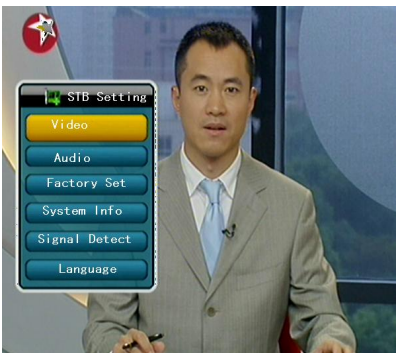 STB Setting
Video
Audio
Factory Set
System Info
Signal Detect
Language